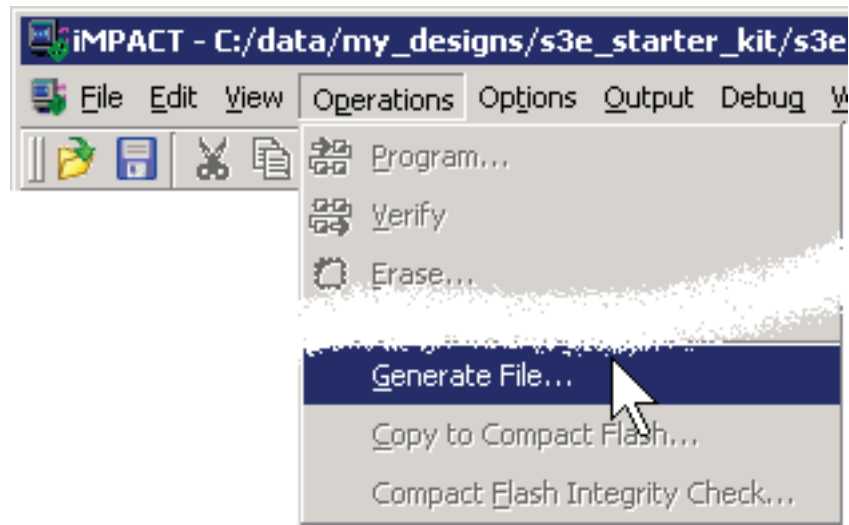 iMPACT - C:/data/my_designs/s3e_starter_kit/s3e
File Edit View Operations Options Output Debug
Program...
Verify
Erase...
Generate File...
Copy to Compact Flash...
Compact Flash Integrity Check...